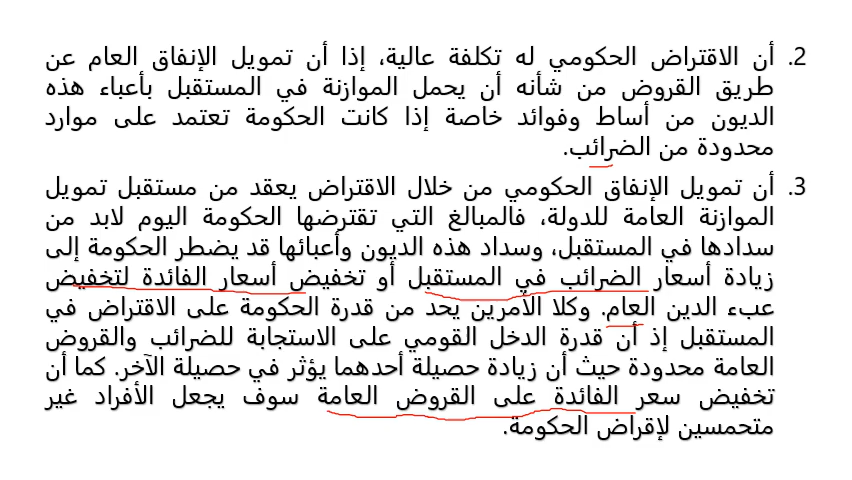 2. أن الاقتراض الحكومي له تكلفة عالية، إذا أن تمويل الإنفاق العام عن
طريق القروض من شأنه أن يحمل الموازنة في المستقبل بأعباء هذه
الديون من أساط وفوائد خاصة إذا كانت الحكومة تعتمد على موارد
محدودة من الضرائب.
3. أن تمويل الإنفاق الحكومي من خلال الاقتراض يعقد من مستقبل تمويل
الموازنة العامة للدولة، فالمبالغ التي تقترضها الحكومة اليوم لابد من
سدادها في المستقبل، وسداد هذه الديون وأعبائها قد يضطر الحكومة إلى
زيادة أسعار الضرائب في المستقبل أو تخفيض أسعار الفائدة لتخفيض
عبء الدين العام. وكلا الأمرين يحد من قدرة الحكومة على الاقتراض في
المستقبل إذ أن قدرة الدخل القومي على الاستجابة للضرائب والقروض
العامة محدودة حيث أن زيادة حصيلة أحدهما يؤثر في حصيلة الآخر. كما أن
تخفيض سعر الفائدة على القروض العامة سوف يجعل الأفراد غير
متحمسين لإقراض الحكومة.